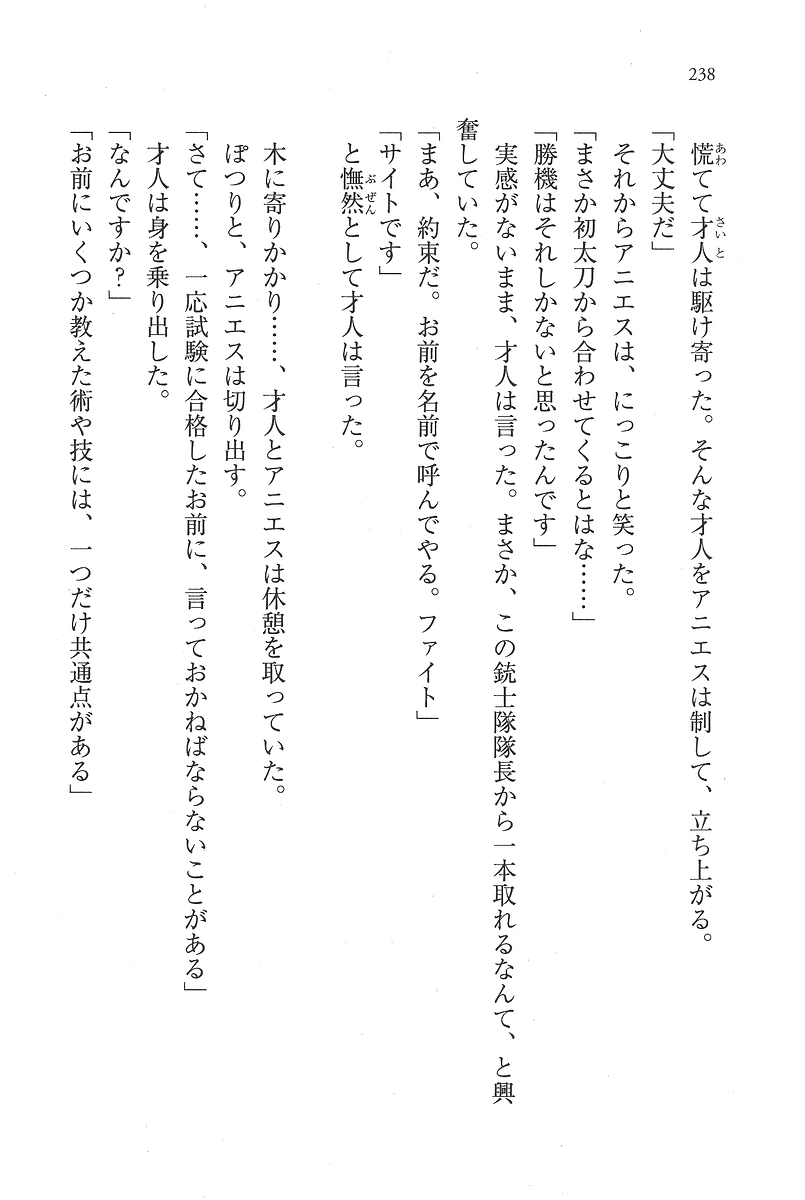 238
慌てて才人は駆け寄った。そんな才人をアニエスは制して、立ち上がる。
「大丈夫だ」
それからアニエスは、にっこりと笑った。
「まさか初太刀から合わせてくるとはな……」
「勝機はそれしかないと思ったんです」
実感がないまま、才人は言った。まさか、この銃士隊隊長から一本取れるなんて、と興
奮していた。
「まあ、約束だ。お前を名前で呼んでやる。ファイト」
「サイトです」
と憮然として才人は言った。
木に寄りかかり……、才人とアニエスは休憩を取っていた。
ぽつりと、アニエスは切り出す。
「さて……、一応試験に合格したお前に、言っておかねばならないことがある」
才人は身を乗り出した。
「なんですか？」
「お前にいくつか教えた術や技には、一つだけ共通点がある」